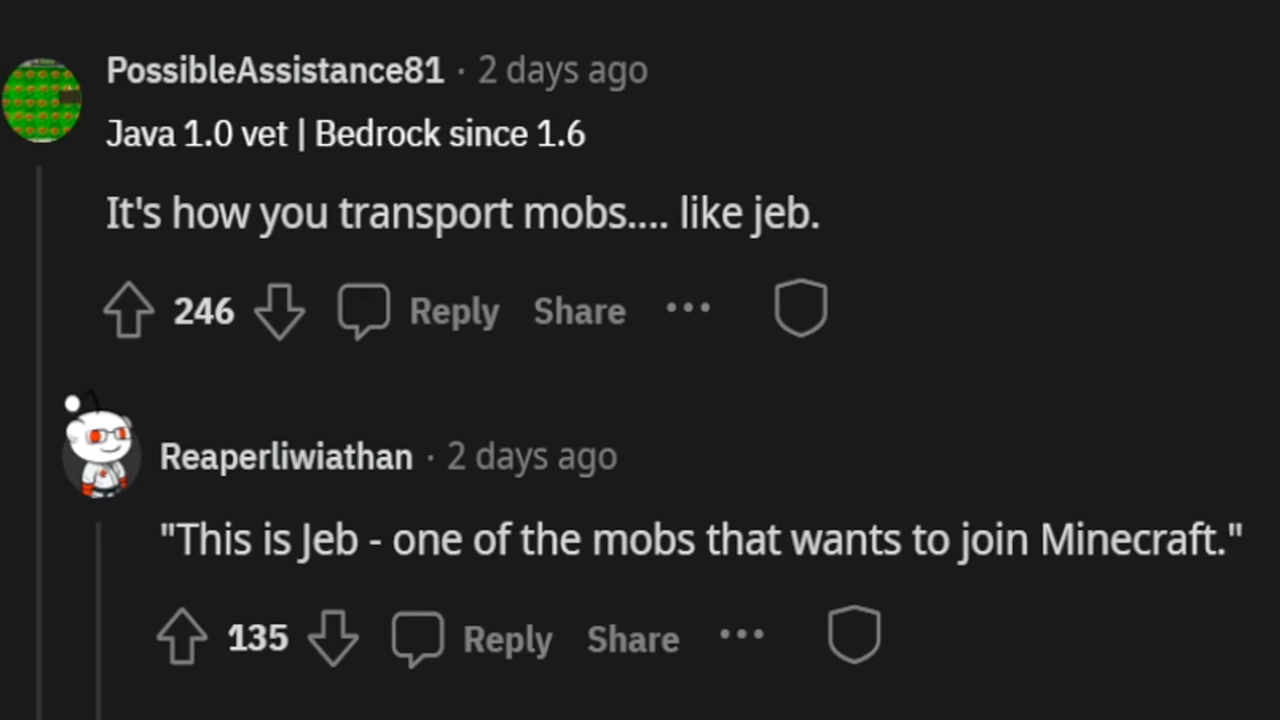 PossibleAssistance81 · 2 days ago
Java 1.0 vet | Bedrock since 1.6
It's how you transport mobs.... like jeb.
246 Reply Share •••
Reaperliwiathan · 2 days ago
"This is Jeb - one of the mobs that wants to join Minecraft."
135 Reply Share •••